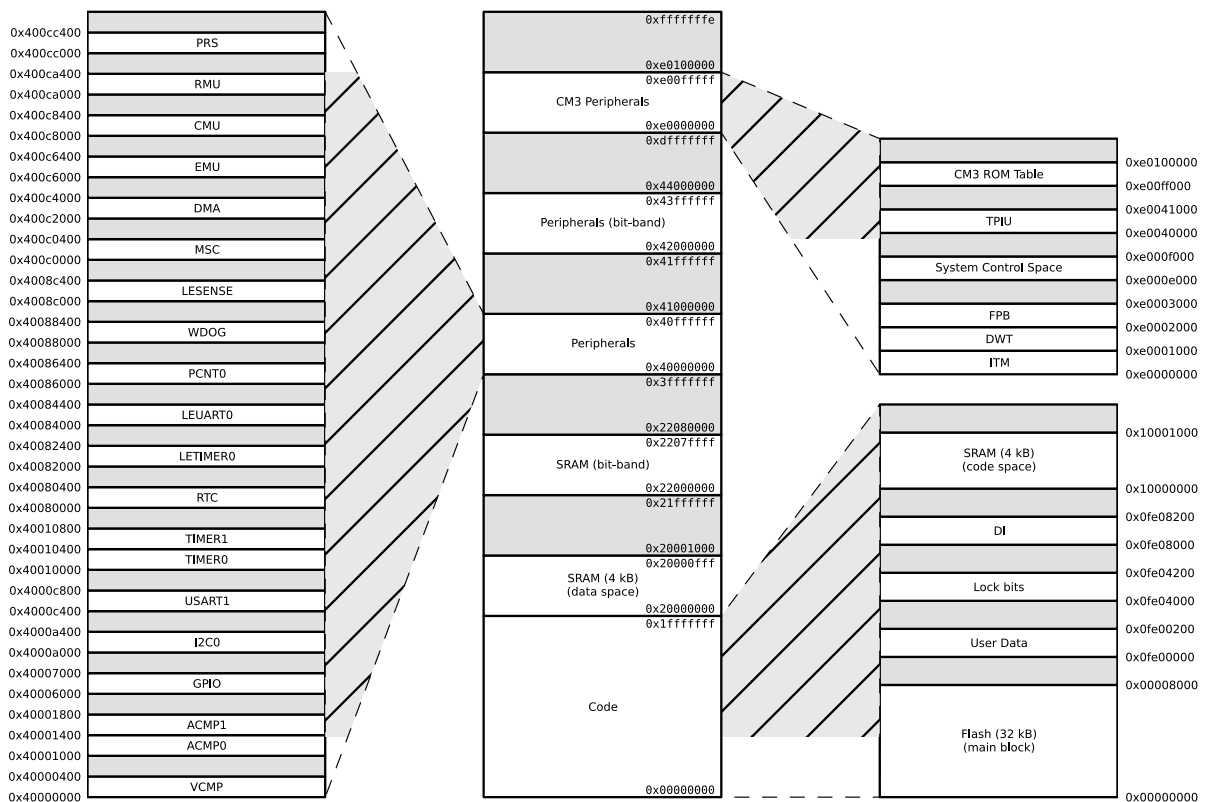 0x400cc400
PRS
0x400cc000
0x400ca400
RMU
0x400ca000
0x400c8400
CMU
0x400c8000
0x400c6400
EMU
0x400c6000
0x400c4000
DMA
0x400c2000
0x400c0400
MSC
0x400c0000
0x4008c400
LESENSE
0x4008c000
0x40088400
WDOG
0x40088000
0x40086400
PCNT0
0x40086000
0x40084400
LEUART0
0x40084000
0x40082400
LETIMER0
0x40082000
0x40080400
RTC
0x40080000
0x40010800
TIMER1
0x40010400
TIMER0
0x40010000
0x4000c800
USART1
0x4000c400
0x4000a400
I2C0
0x4000a000
0x40007000
GPIO
0x40006000
0x40001800
ACMP1
0x40001400
ACMP0
0x40001000
0x40000400
VCMP
0x40000000
0xfffffffe
0xe0100000
0xe00fffff
CM3 Peripherals
0xe0000000
0xdfffffff
0x44000000
0x43ffffff
Peripherals (bit-band)
0x42000000
0x41ffffff
0x41000000
0x40ffffff
Peripherals
0x40000000
0x3fffffff
0x22080000
0x2207ffff
SRAM (bit-band)
0x22000000
0x21ffffff
0x20001000
0x20000fff
SRAM (4 kB)
(data space)
0x20000000
0x1fffffff
Code
0x00000000
0xe0100000
CM3 ROM Table
0xe00ff000
0xe0041000
TPIU
0xe0040000
0xe000f000
System Control Space
0xe000e000
0xe0003000
FPB
0xe0002000
DWT
0xe0001000
ITM
0xe0000000
0x10001000
SRAM (4 kB)
(code space)
0x10000000
0x0fe08200
DI
0x0fe08000
0x0fe04200
Lock bits
0x0fe04000
0x0fe00200
User Data
0x0fe00000
0x00008000
Flash (32 kB)
(main block)
0x00000000